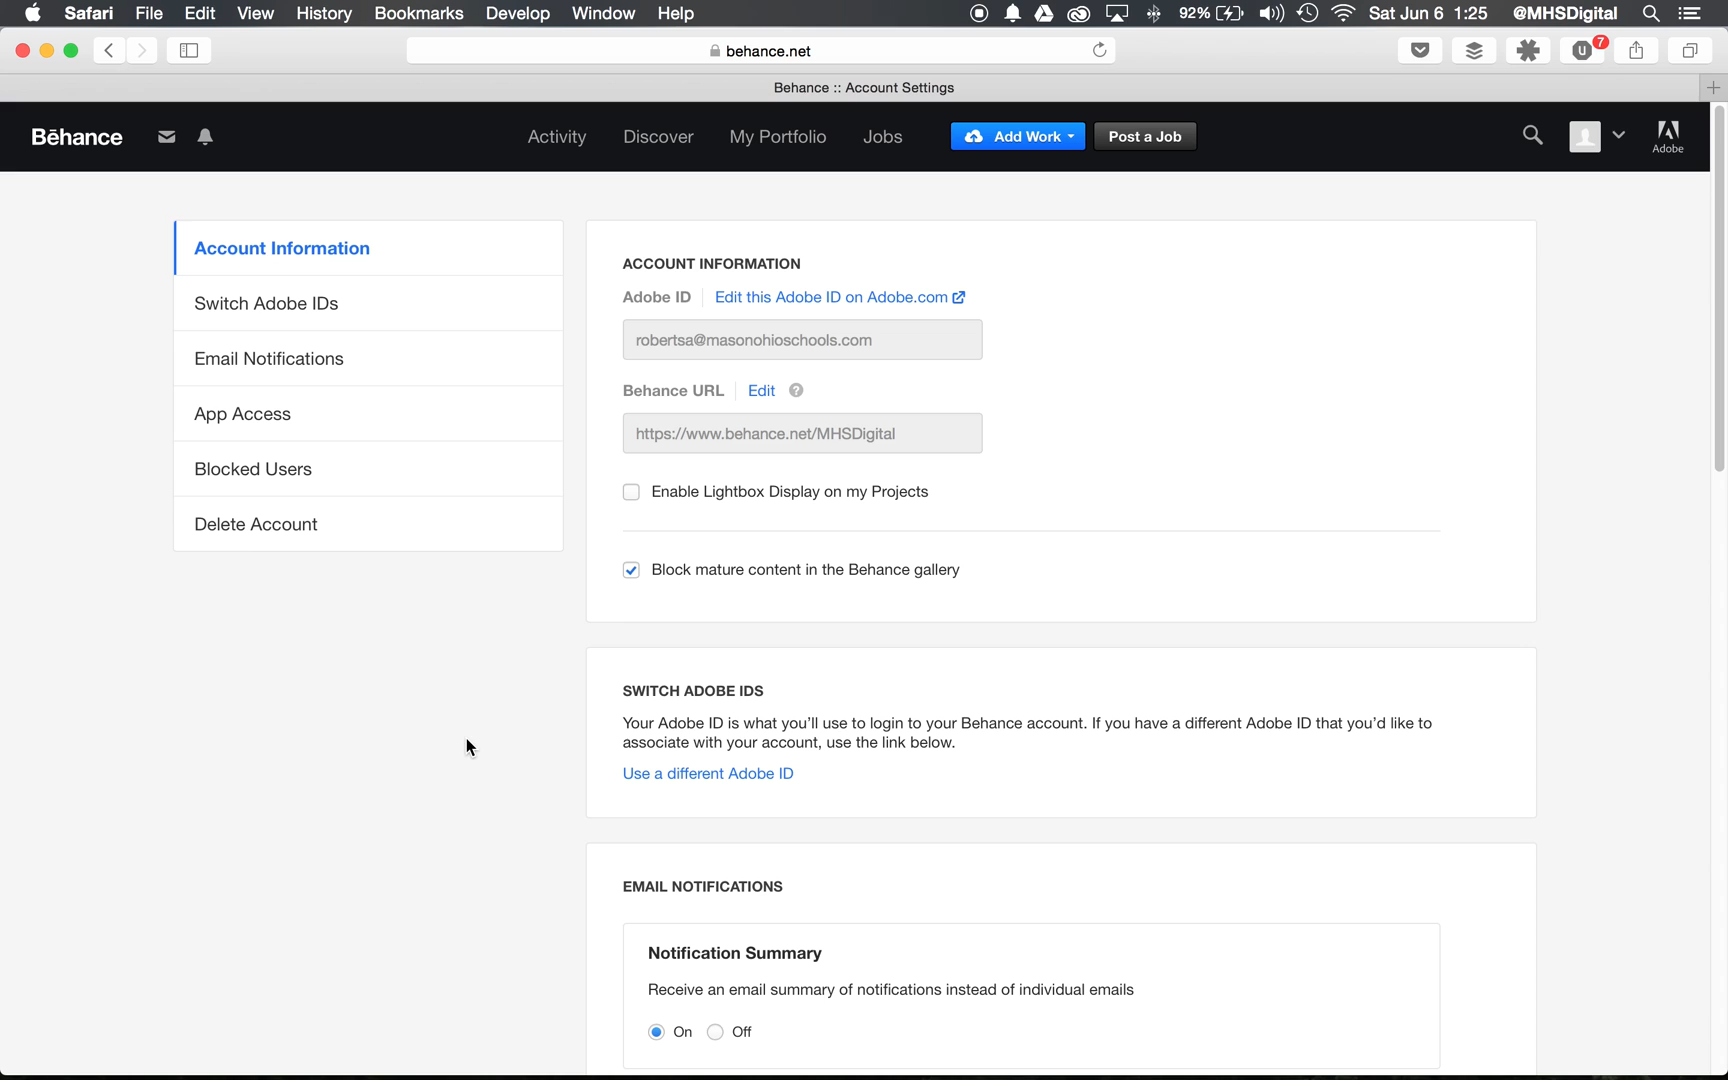 Safari File Edit View History Bookmarks Develop Window Help 92% Sat Jun 6 1:25 @MHSDigital
behance.net
U 7
Behance :: Account Settings
Bēhance Activity Discover My Portfolio Jobs Add Work Post a Job Adobe
Account Information
Switch Adobe IDs
Email Notifications
App Access
Blocked Users
Delete Account
ACCOUNT INFORMATION
Adobe ID Edit this Adobe ID on Adobe.com
robertsa@masonohioschools.com
Behance URL Edit ?
https://www.behance.net/MHSDigital
Enable Lightbox Display on my Projects
Block mature content in the Behance gallery
SWITCH ADOBE IDS
Your Adobe ID is what you'll use to login to your Behance account. If you have a different Adobe ID that you'd like to
associate with your account, use the link below.
Use a different Adobe ID
EMAIL NOTIFICATIONS
Notification Summary
Receive an email summary of notifications instead of individual emails
On Off